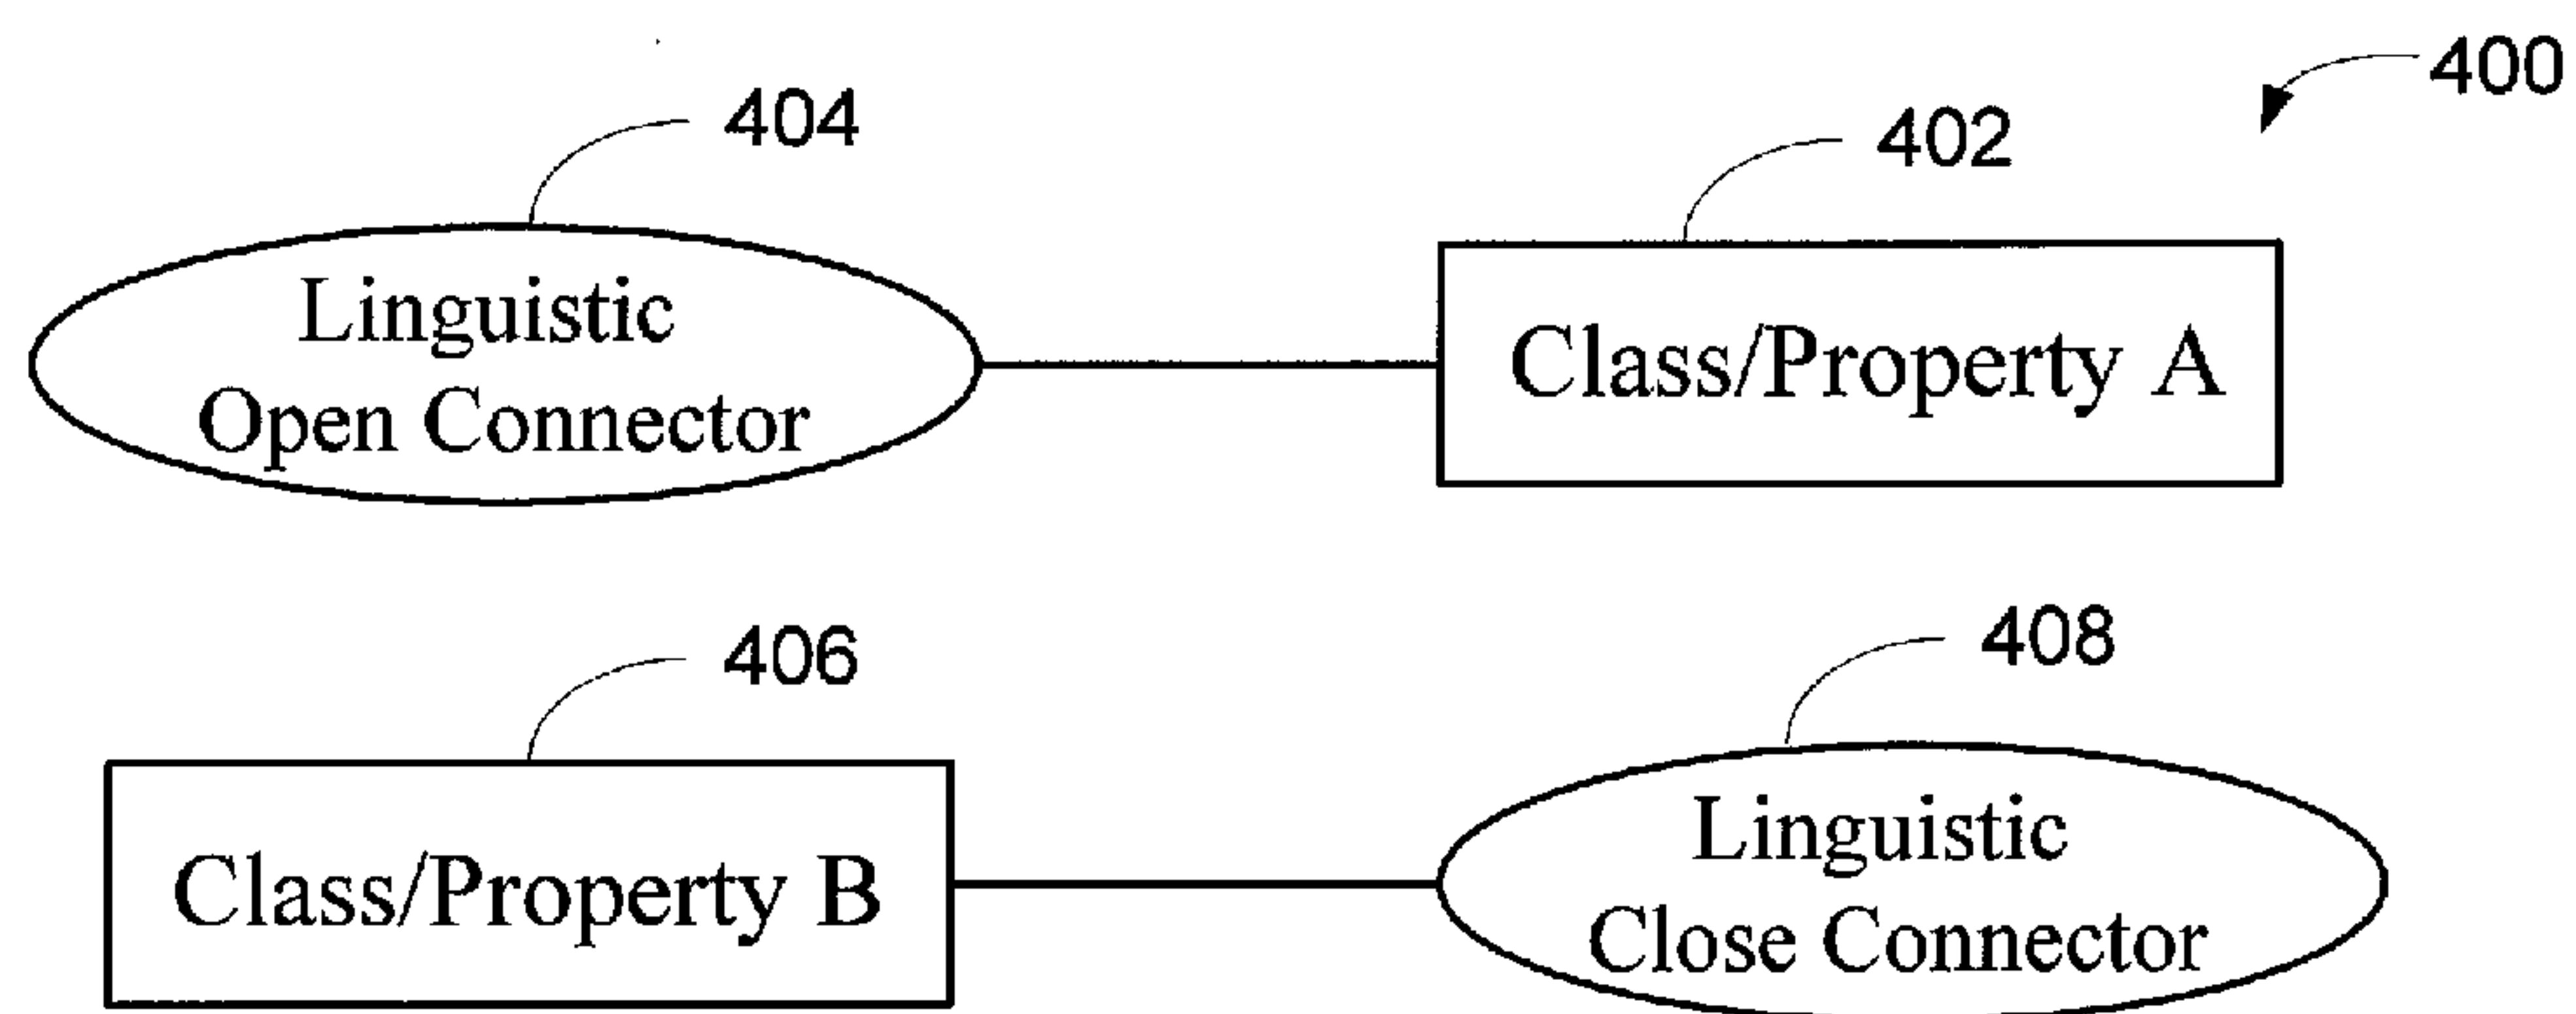 400
404
402
Linguistic
Open Connector
Class/Property A
406
408
Class/Property B
Linguistic
Close Connector